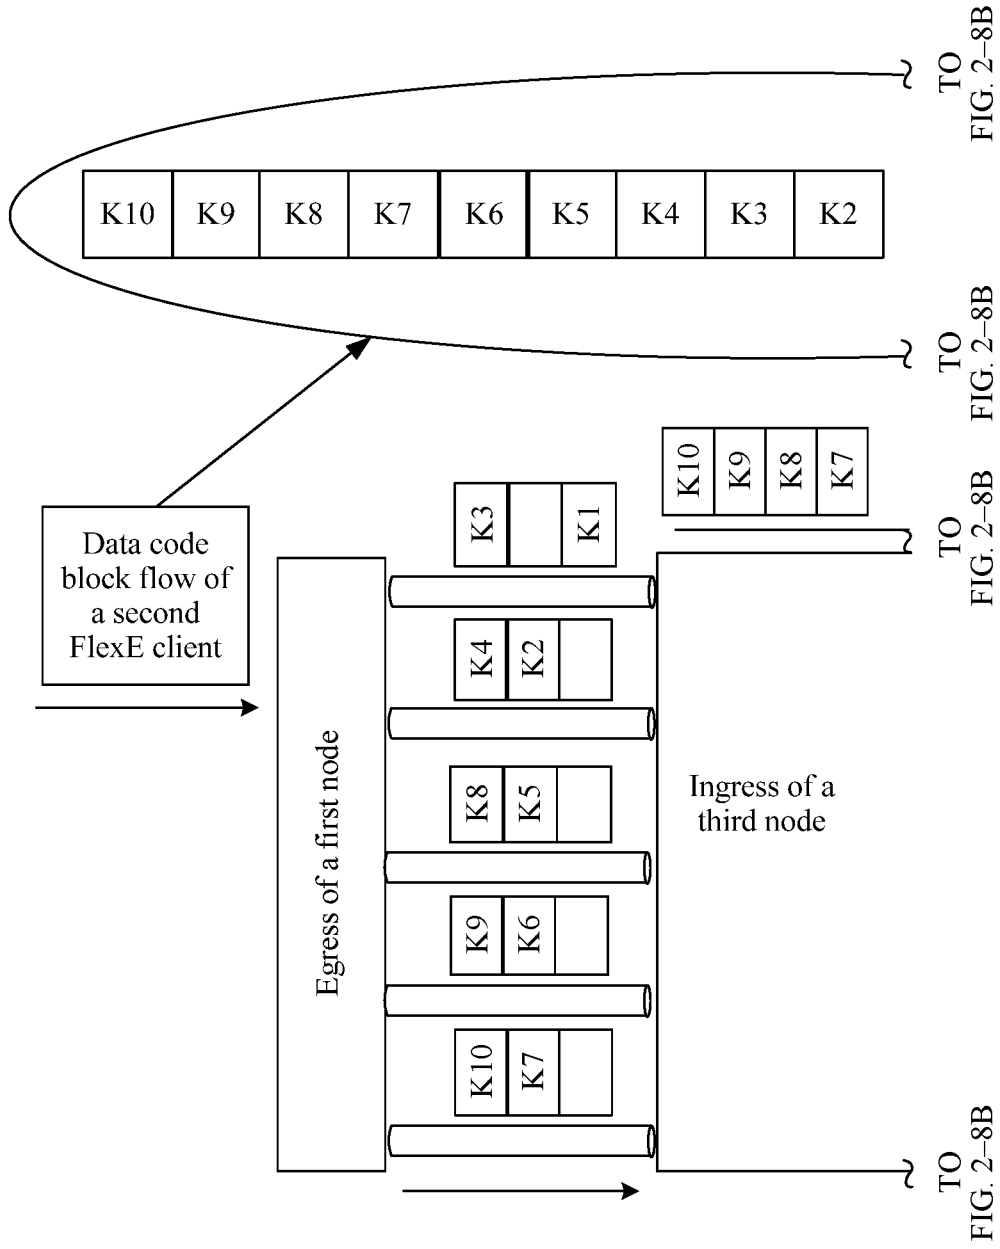 K10 K9 K8 K7 K6 K5 K4 K3 K2
TO
FIG. 2–8B
TO
FIG. 2–8B
Data code
block flow of
a second
FlexE client
K10
K9
K8
K7
TO
FIG. 2–8B
K3
K1
K4
K2
K8
K5
K9
K6
K10
K7
Egress of a first node
Ingress of a
third node
TO
FIG. 2–8B